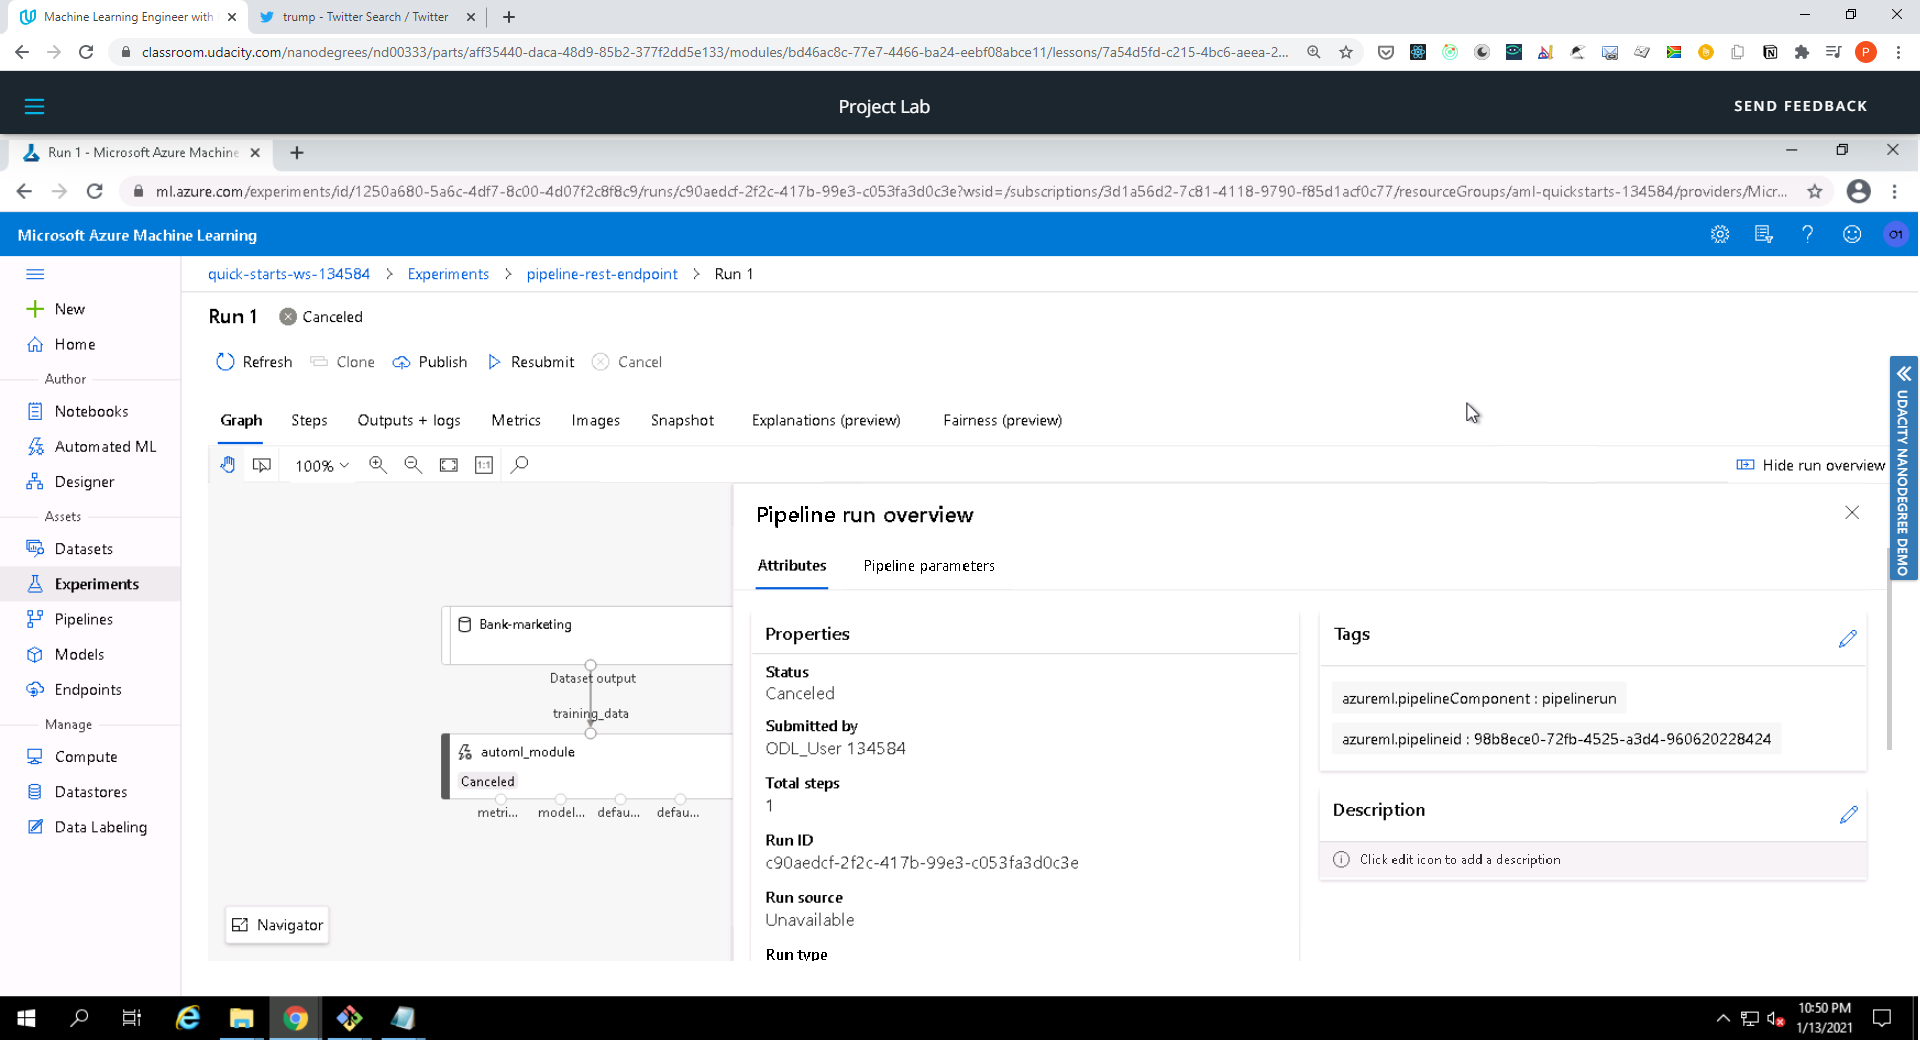 Machine Learning Engineer with
trump - Twitter Search / Twitter
classroom.udacity.com/nanodegrees/nd00333/parts/aff35440-daca-48d9-85b2-377f2dd5e133/modules/bd46ac8c-77e7-4466-ba24-eebf08abce11/lessons/7a54d5fd-c215-4bc6-aeea-2...
P
Project Lab
SEND FEEDBACK
Run 1 - Microsoft Azure Machine
ml.azure.com/experiments/id/1250a680-5a6c-4df7-8c00-4d07f2c8f8c9/runs/c90aedcf-2f2c-417b-99e3-c053fa3d0c3e?wsid=/subscriptions/3d1a56d2-7c81-4118-9790-f85d1acf0c77/resourceGroups/aml-quickstarts-134584/providers/Micr...
Microsoft Azure Machine Learning
O1
quick-starts-ws-134584 > Experiments > pipeline-rest-endpoint > Run 1
New
Home
Author
Notebooks
Automated ML
Designer
Assets
Datasets
Experiments
Pipelines
Models
Endpoints
Manage
Compute
Datastores
Data Labeling
Run 1 Canceled
Refresh Clone Publish Resubmit Cancel
Graph Steps Outputs + logs Metrics Images Snapshot Explanations (preview) Fairness (preview)
100% 1:1 Hide run overview
UDACITY NANODEGREE DEMO
Bank-marketing
Dataset output
training_data
automl_module
Canceled
metri... model... defau... defau...
Navigator
Pipeline run overview
Attributes Pipeline parameters
Properties
Status
Canceled
Submitted by
ODL_User 134584
Total steps
1
Run ID
c90aedcf-2f2c-417b-99e3-c053fa3d0c3e
Run source
Unavailable
Run type
Tags
azureml.pipelineComponent : pipelinerun
azureml.pipelineid : 98b8ece0-72fb-4525-a3d4-960620228424
Description
Click edit icon to add a description
10:50 PM
1/13/2021